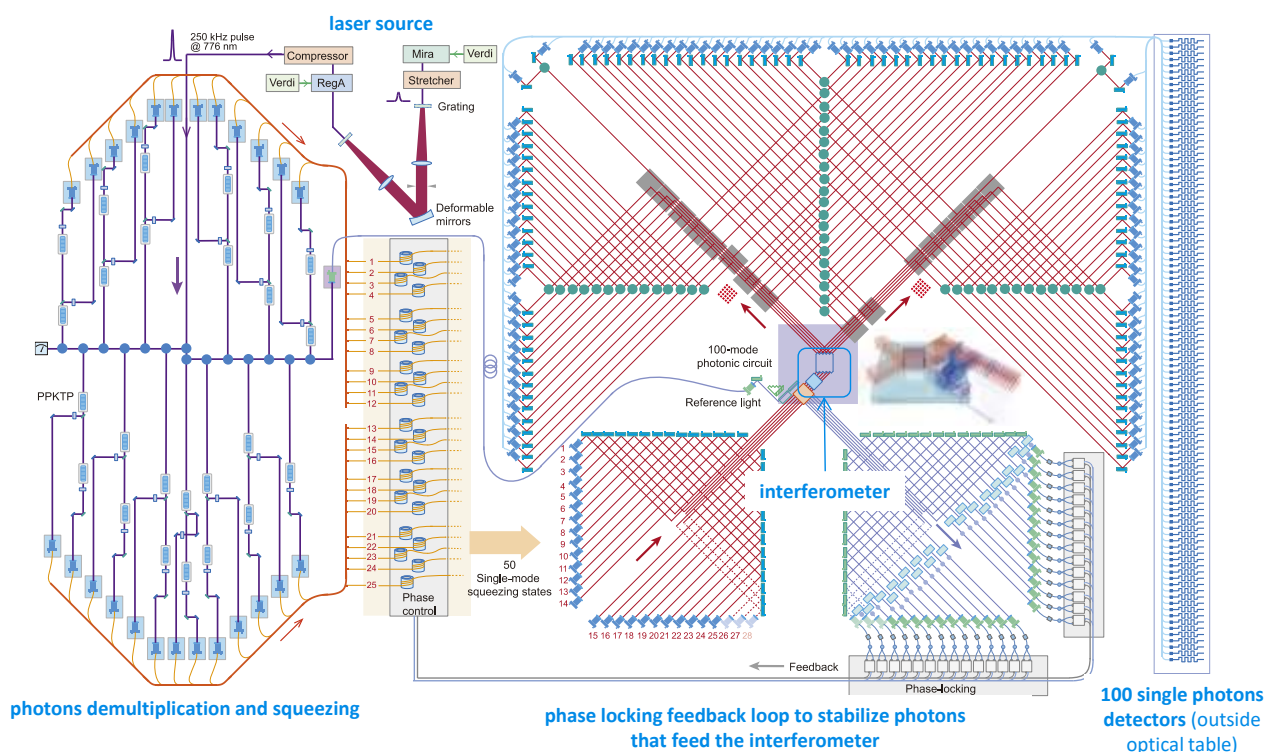 laser source
250 kHz pulse
@ 776 nm
Compressor
Mira
Verdi
Verdi
RegA
Stretcher
Grating
Deformable
mirrors
1
2
3
4
5
6
7
8
9
10
11
12
13
14
15
16
17
18
19
20
21
22
23
24
25
Phase
control
PPKTP
50
Single-mode
squeezing states
100-mode
photonic circuit
Reference light
interferometer
1
2
3
4
5
6
7
8
9
10
11
12
13
14
15 16 17 18 19 20 21 22 23 24 25 26 27 28
Feedback
Phase-locking
photons demultiplication and squeezing
phase locking feedback loop to stabilize photons
that feed the interferometer
100 single photons
detectors (outside
optical table)